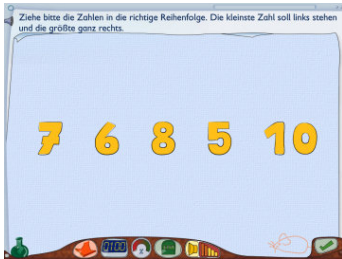 Ziehe bitte die Zahlen in die richtige Reihenfolge. Die kleinste Zahl soll links stehen
und die größte ganz rechts.
7 6 8 5 10